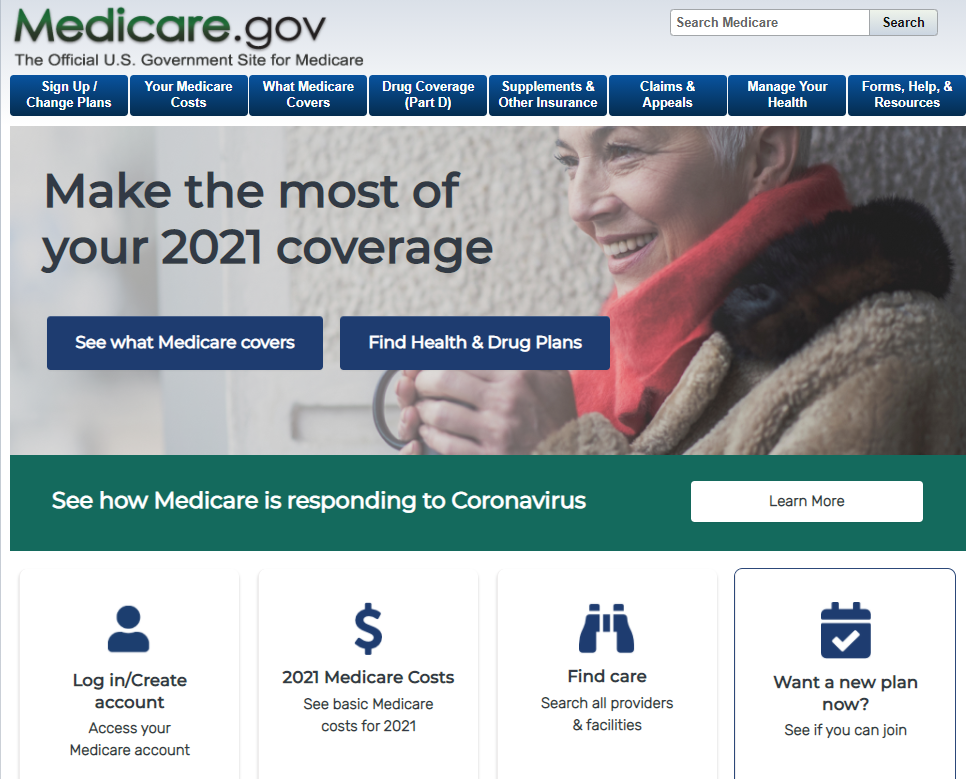 Medicare.gov
The Official U.S. Government Site for Medicare
Search Medicare
Search
Sign Up /
Change Plans
Your Medicare
Costs
What Medicare
Covers
Drug Coverage
(Part D)
Supplements &
Other Insurance
Claims &
Appeals
Manage Your
Health
Forms, Help, &
Resources
Make the most of
your 2021 coverage
See what Medicare covers
Find Health & Drug Plans
See how Medicare is responding to Coronavirus
Learn More
Log in/Create
account
Access your
Medicare account
2021 Medicare Costs
See basic Medicare
costs for 2021
Find care
Search all providers
& facilities
Want a new plan
now?
See if you can join